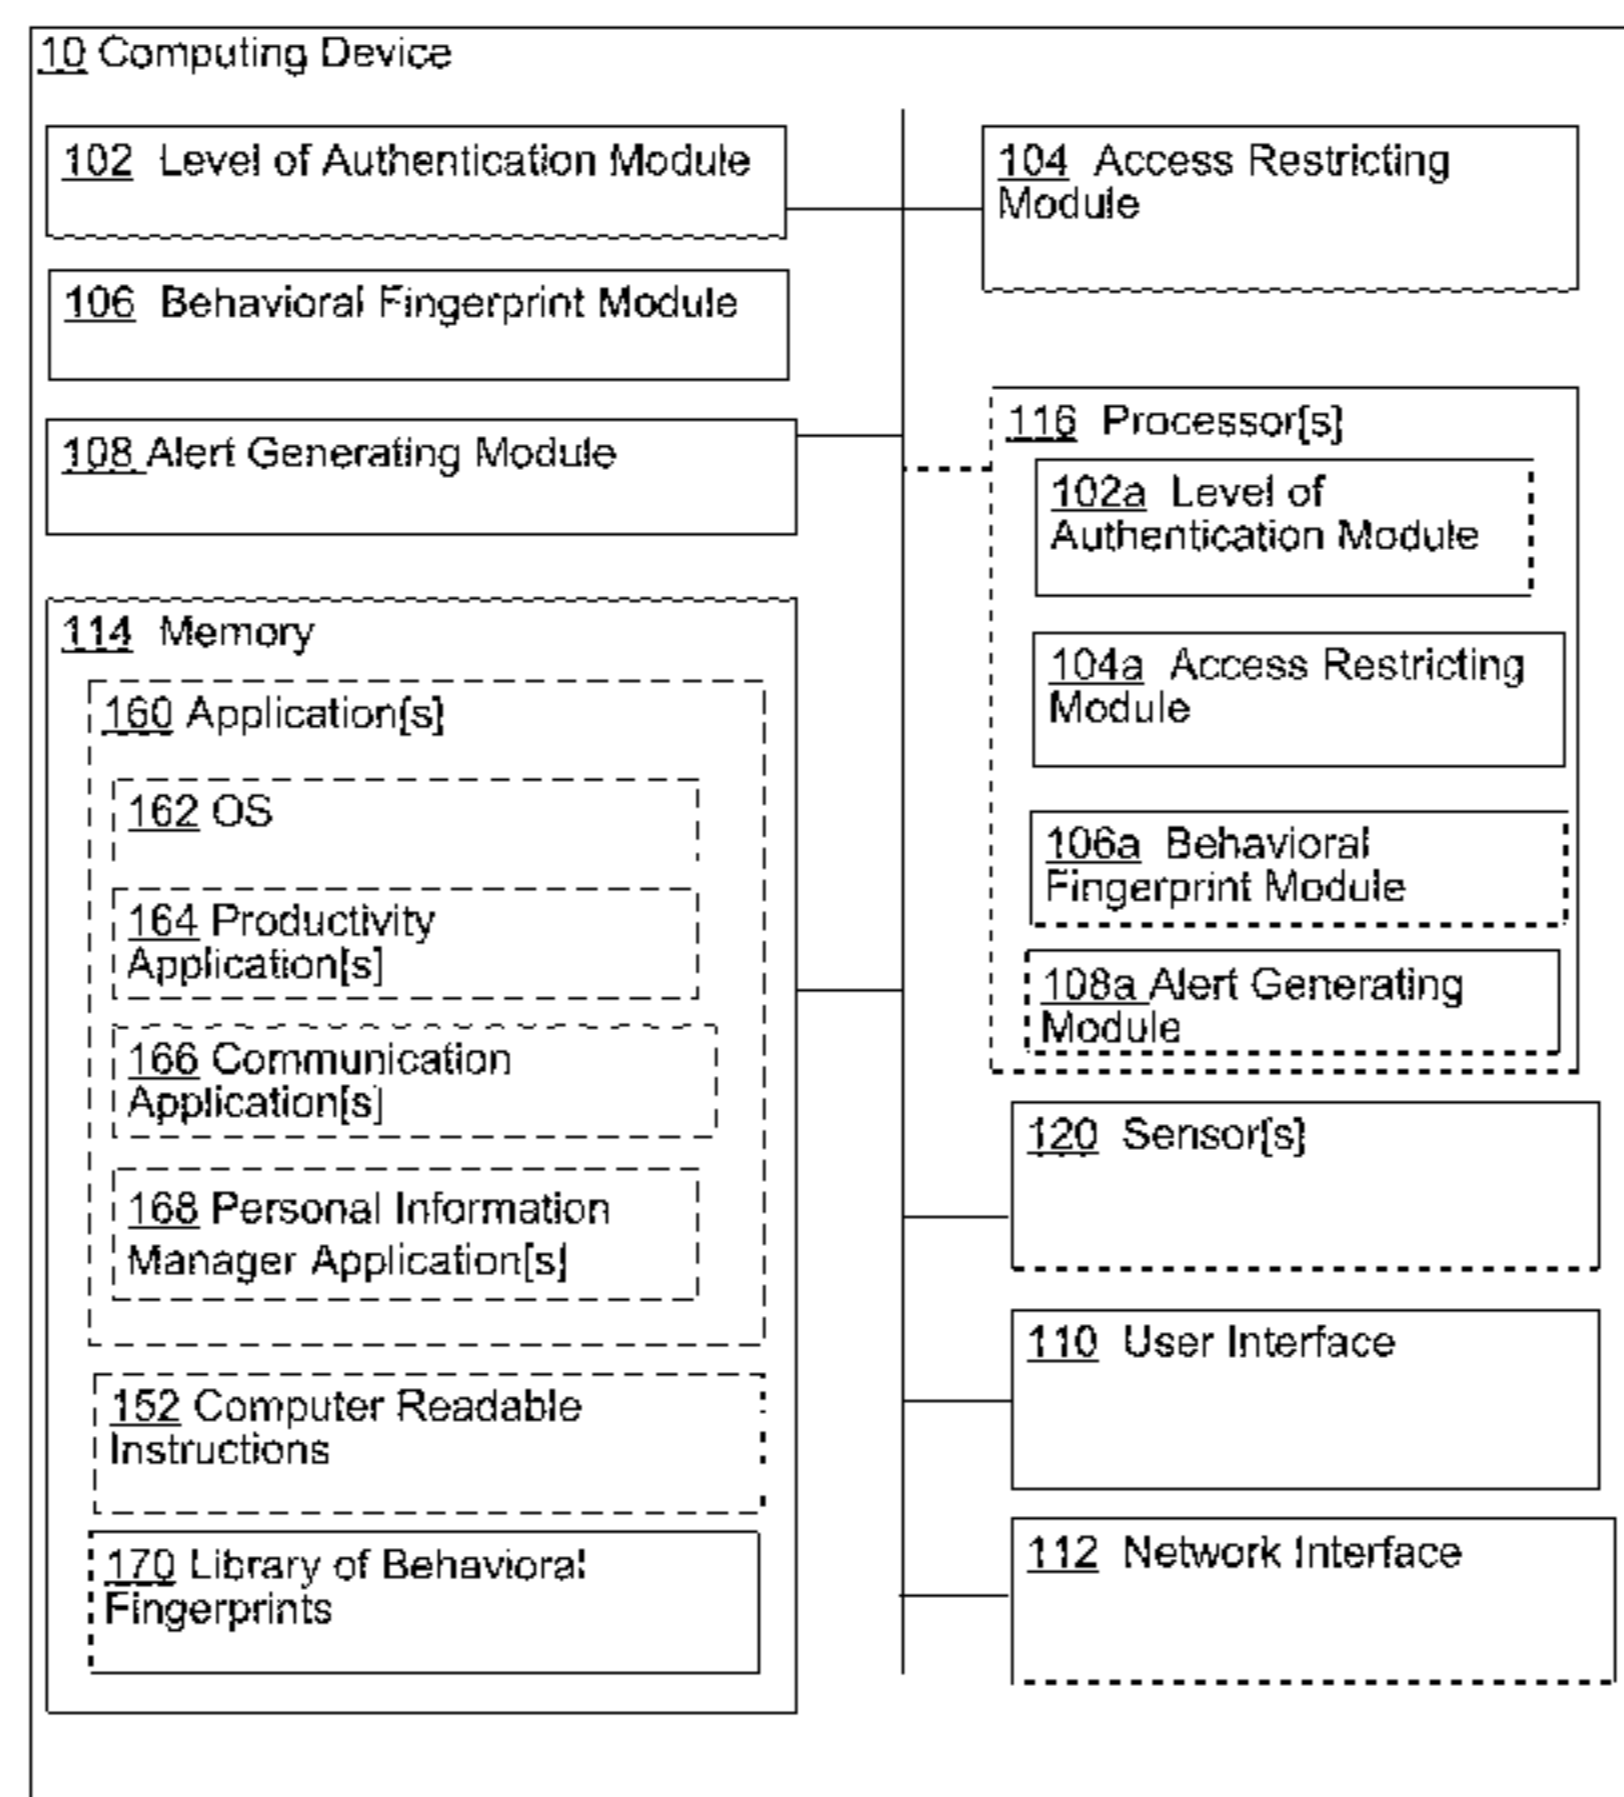 10 Computing Device
102 Level of Authentication Module
106 Behavioral Fingerprint Module
108 Alert Generating Module
114 Memory
160 Application[s]
162 OS
164 Productivity
Application[s]
166 Communication
Application[s]
168 Personal Information
Manager Application[s]
152 Computer Readable
Instructions
170 Library of Behavioral
Fingerprints
104 Access Restricting
Module
116 Processor[s]
102a Level of
Authentication Module
104a Access Restricting
Module
106a Behavioral
Fingerprint Module
108a Alert Generating
Module
120 Sensor[s]
110 User Interface
112 Network Interface